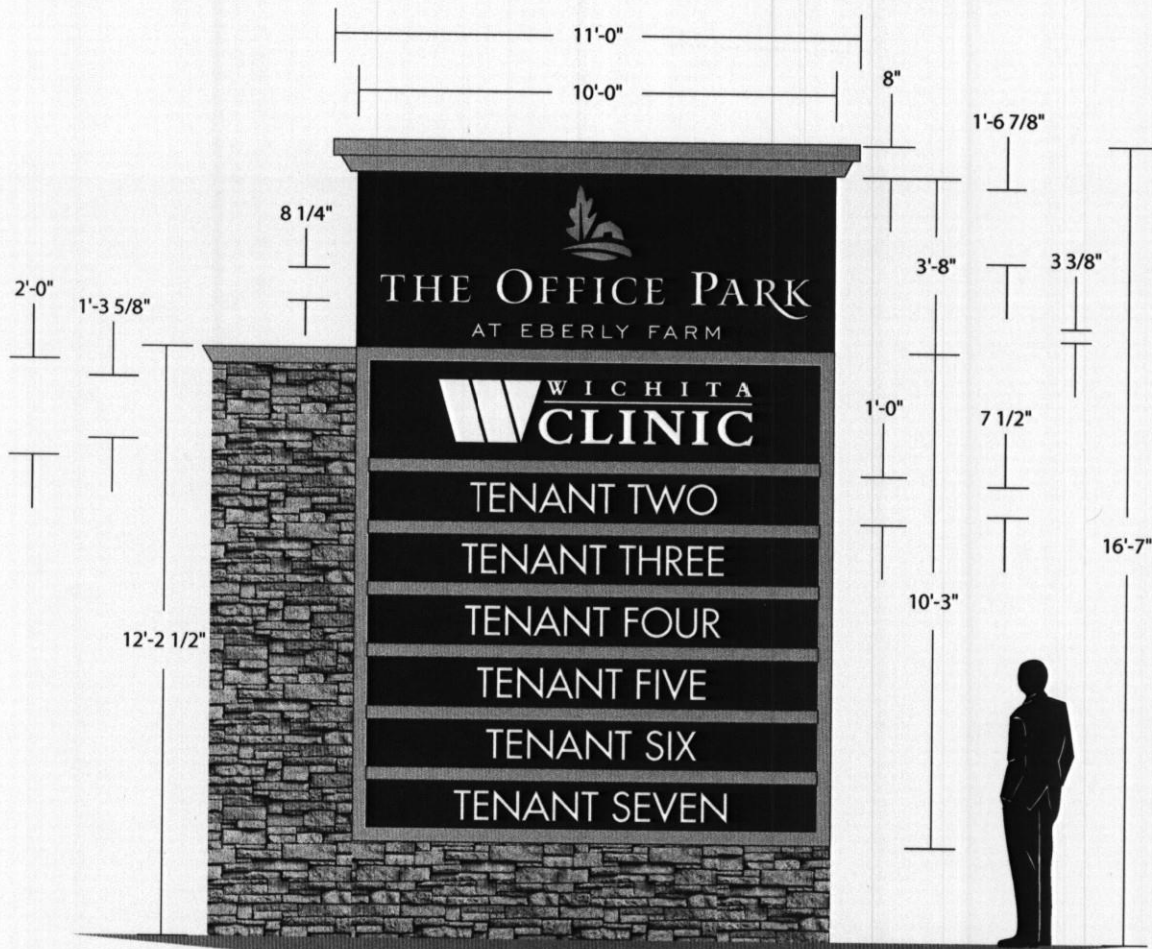 11'-0"
10'-0"
8"
1'-6 7/8"
8 1/4"
3'-8"
3 3/8"
2'-0"
1'-3 5/8"
THE OFFICE PARK
AT EBERLY FARM
WICHITA
CLINIC
1'-0"
7 1/2"
TENANT TWO
TENANT THREE
16'-7"
10'-3"
TENANT FOUR
12'-2 1/2"
TENANT FIVE
TENANT SIX
TENANT SEVEN